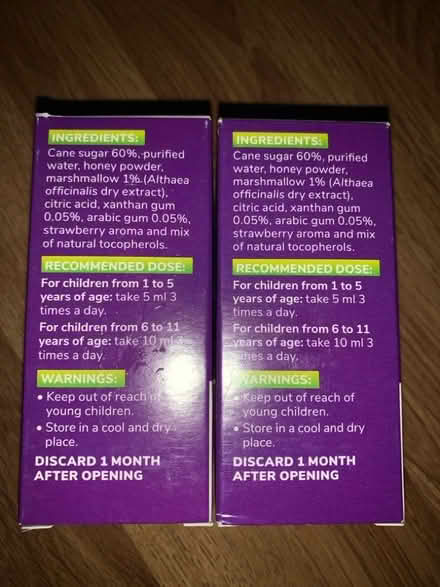 INGREDIENTS:
Cane sugar 60%, purified
water, honey powder,
marshmallow 1% (Althaea
officinalis dry extract),
citric acid, xanthan gum
0.05%, arabic gum 0.05%,
strawberry aroma and mix
of natural tocopherols.
RECOMMENDED DOSE:
For children from 1 to 5
years of age: take 5 ml 3
times a day.
For children from 6 to 11
years of age: take 10 ml 3
times a day.
WARNINGS:
• Keep out of reach of
young children.
• Store in a cool and dry
place.
DISCARD 1 MONTH
AFTER OPENING
INGREDIENTS:
Cane sugar 60%, purified
water, honey powder,
marshmallow 1% (Althaea
officinalis dry extract),
citric acid, xanthan gum
0.05%, arabic gum 0.05%,
strawberry aroma and mix
of natural tocopherols.
RECOMMENDED DOSE:
For children from 1 to 5
years of age: take 5 ml 3
times a day.
For children from 6 to 11
years of age: take 10 ml 3
times a day.
WARNINGS:
• Keep out of reach of
young children.
• Store in a cool and dry
place.
DISCARD 1 MONTH
AFTER OPENING